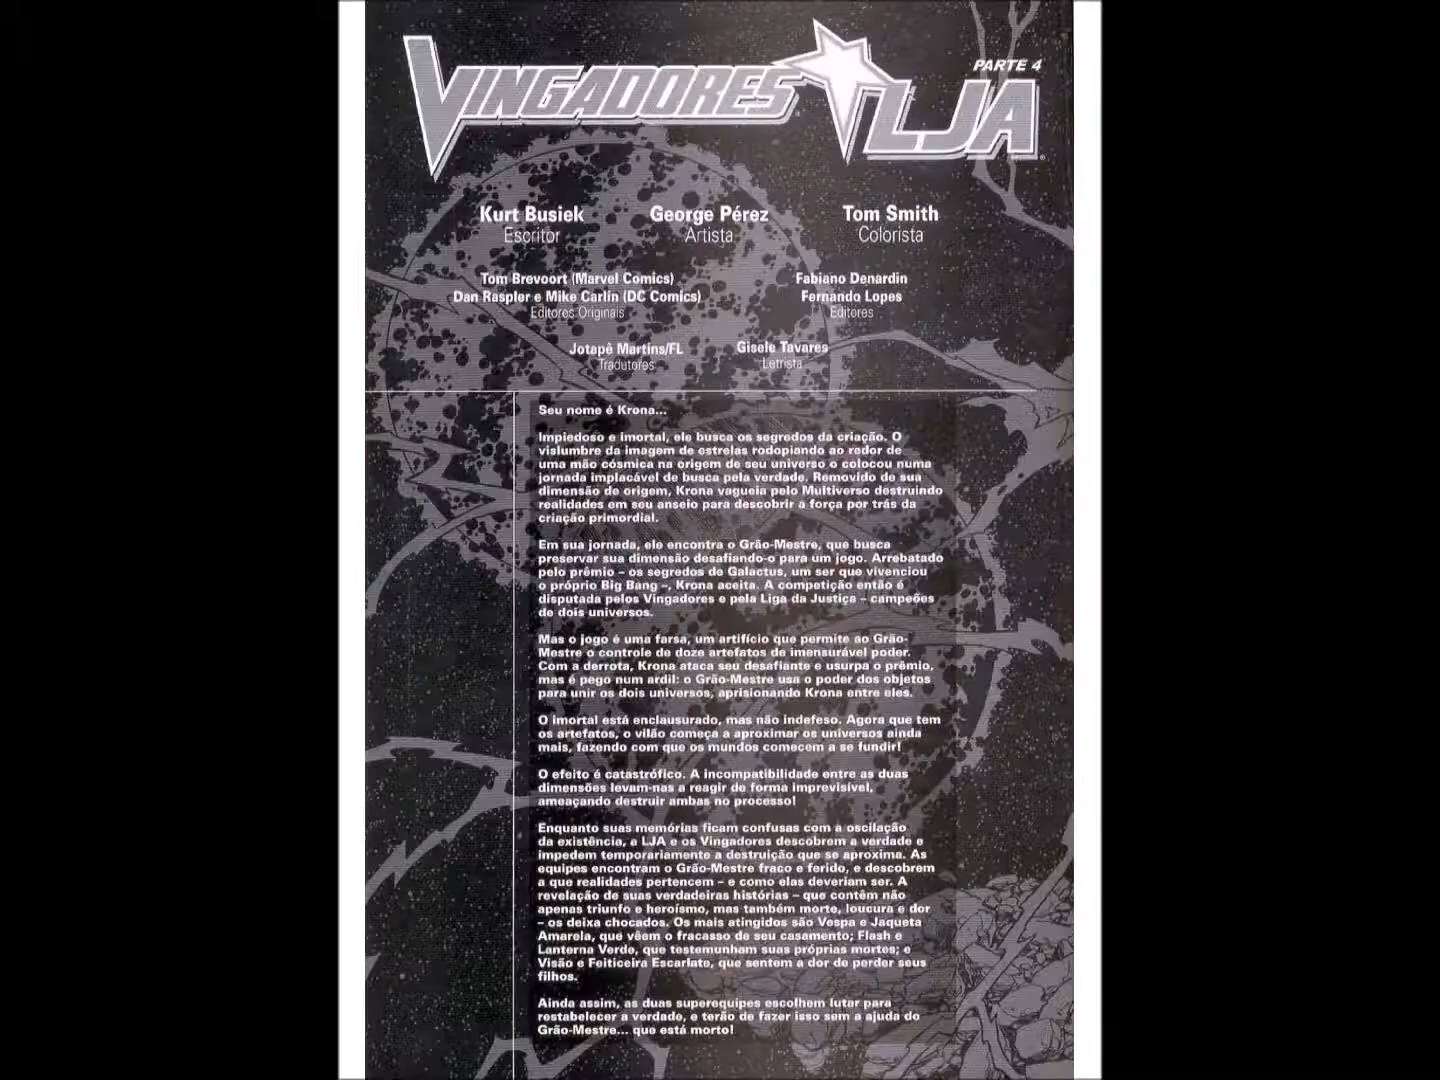 VINGADORES LJA
PARTE 4
Kurt Busiek
Escritor
George Pérez
Artista
Tom Smith
Colorista
Tom Brevoort (Marvel Comics)
Dan Raspler e Mike Carlin (DC Comics)
Editores Originais
Fabiano Denardin
Fernando Lopes
Editores
Jotapê Martins/FL
Tradutores
Gisele Tavares
Letrista
Seu nome é Krona...
Impiedoso e imortal, ele busca os segredos da criação. O
vislumbre da imagem de estrelas rodopiando ao redor de
uma mão cósmica na origem de seu universo o colocou numa
jornada implacável de busca pela verdade. Removido de sua
dimensão de origem, Krona vagueia pelo Multiverso destruindo
realidades em seu anseio para descobrir a força por trás da
criação primordial.
Em sua jornada, ele encontra o Grão-Mestre, que busca
preservar sua dimensão desafiando-o para um jogo. Arrebatado
pelo prêmio – os segredos de Galactus, um ser que vivenciou
o próprio Big Bang –, Krona aceita. A competição então é
disputada pelos Vingadores e pela Liga da Justiça – campeões
de dois universos.
Mas o jogo é uma farsa, um artifício que permite ao Grão-
Mestre o controle de doze artefatos de imensurável poder.
Com a derrota, Krona ataca seu desafiante e usurpa o prêmio,
mas é pego num ardil: o Grão-Mestre usa o poder dos objetos
para unir os dois universos, aprisionando Krona entre eles.
O imortal está enclausurado, mas não indefeso. Agora que tem
os artefatos, o vilão começa a aproximar os universos ainda
mais, fazendo com que os mundos comecem a se fundir!
O efeito é catastrófico. A incompatibilidade entre as duas
dimensões levam-nas a reagir de forma imprevisível,
ameaçando destruir ambas no processo!
Enquanto suas memórias ficam confusas com a oscilação
da existência, a LJA e os Vingadores descobrem a verdade e
impedem temporariamente a destruição que se aproxima. As
equipes encontram o Grão-Mestre fraco e ferido, e descobrem
a que realidades pertencem – e como elas deveriam ser. A
revelação de suas verdadeiras histórias – que contêm não
apenas triunfo e heroísmo, mas também morte, loucura e dor
– os deixa chocados. Os mais atingidos são Vespa e Jaqueta
Amarela, que vêem o fracasso de seu casamento; Flash e
Lanterna Verde, que testemunham suas próprias mortes; e
Visão e Feiticeira Escarlate, que sentem a dor de perder seus
filhos.
Ainda assim, as duas superequipes escolhem lutar para
restabelecer a verdade, e terão de fazer isso sem a ajuda do
Grão-Mestre... que está morto!